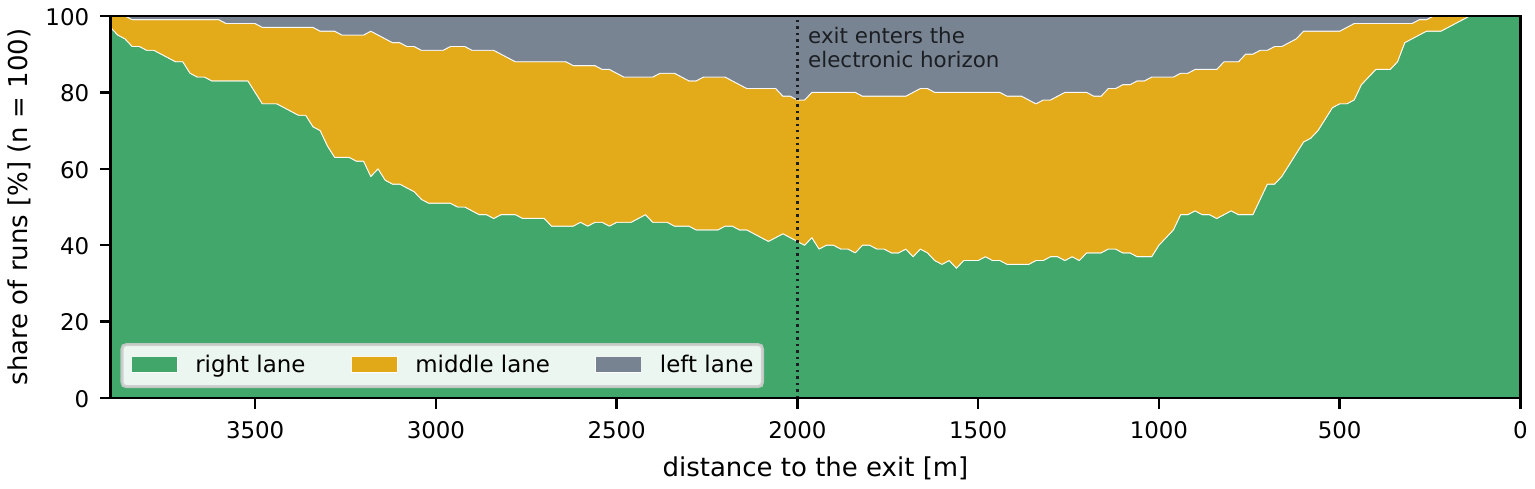 share of runs [%] (n = 100)
100
80
60
40
20
0
exit enters the
electronic horizon
right lane middle lane left lane
3500 3000 2500 2000 1500 1000 500 0
distance to the exit [m]